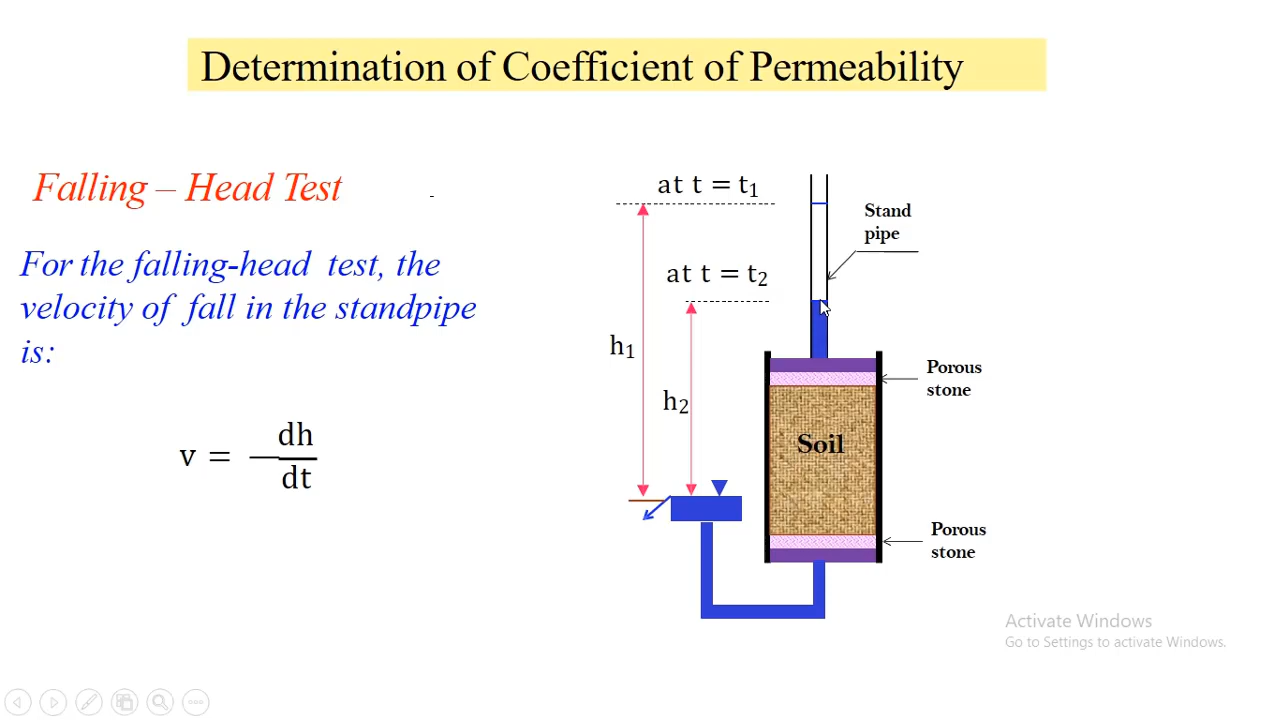 Determination of Coefficient of Permeability
Falling – Head Test
For the falling-head test, the
velocity of fall in the standpipe
is:
v = − dh
dt
at t = t₁
at t = t₂
h₁
h₂
Stand
pipe
Porous
stone
Soil
Porous
stone
Activate Windows
Go to Settings to activate Windows.